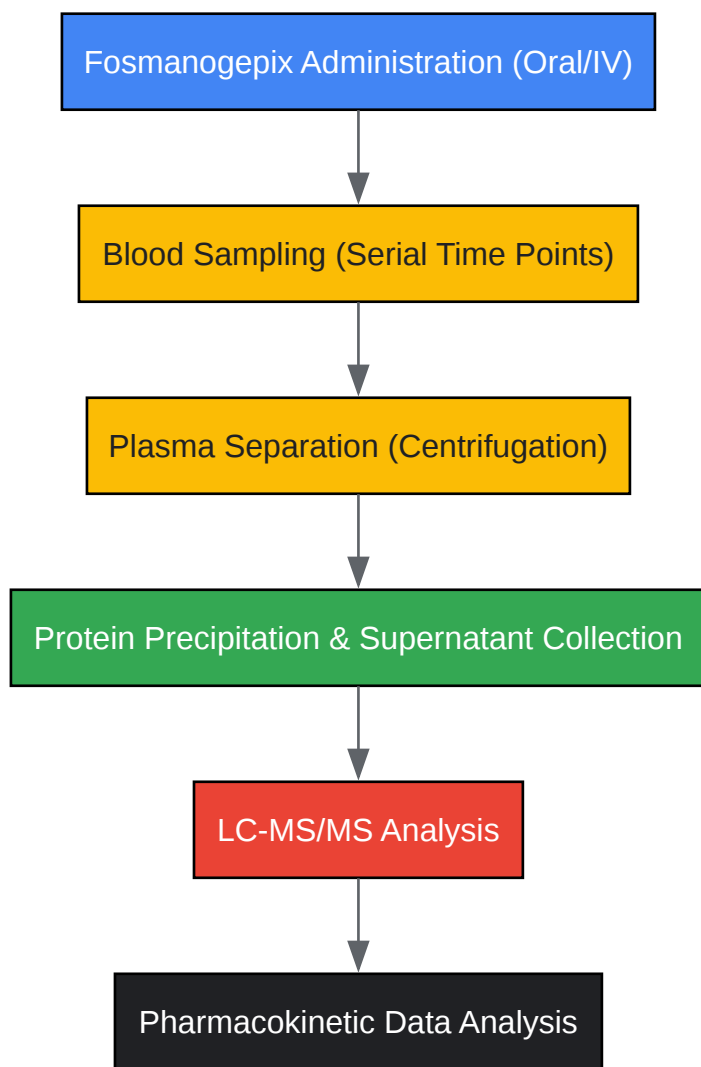 Fosmanogepix Administration (Oral/IV)
Blood Sampling (Serial Time Points)
Plasma Separation (Centrifugation)
Protein Precipitation & Supernatant Collection
LC-MS/MS Analysis
Pharmacokinetic Data Analysis